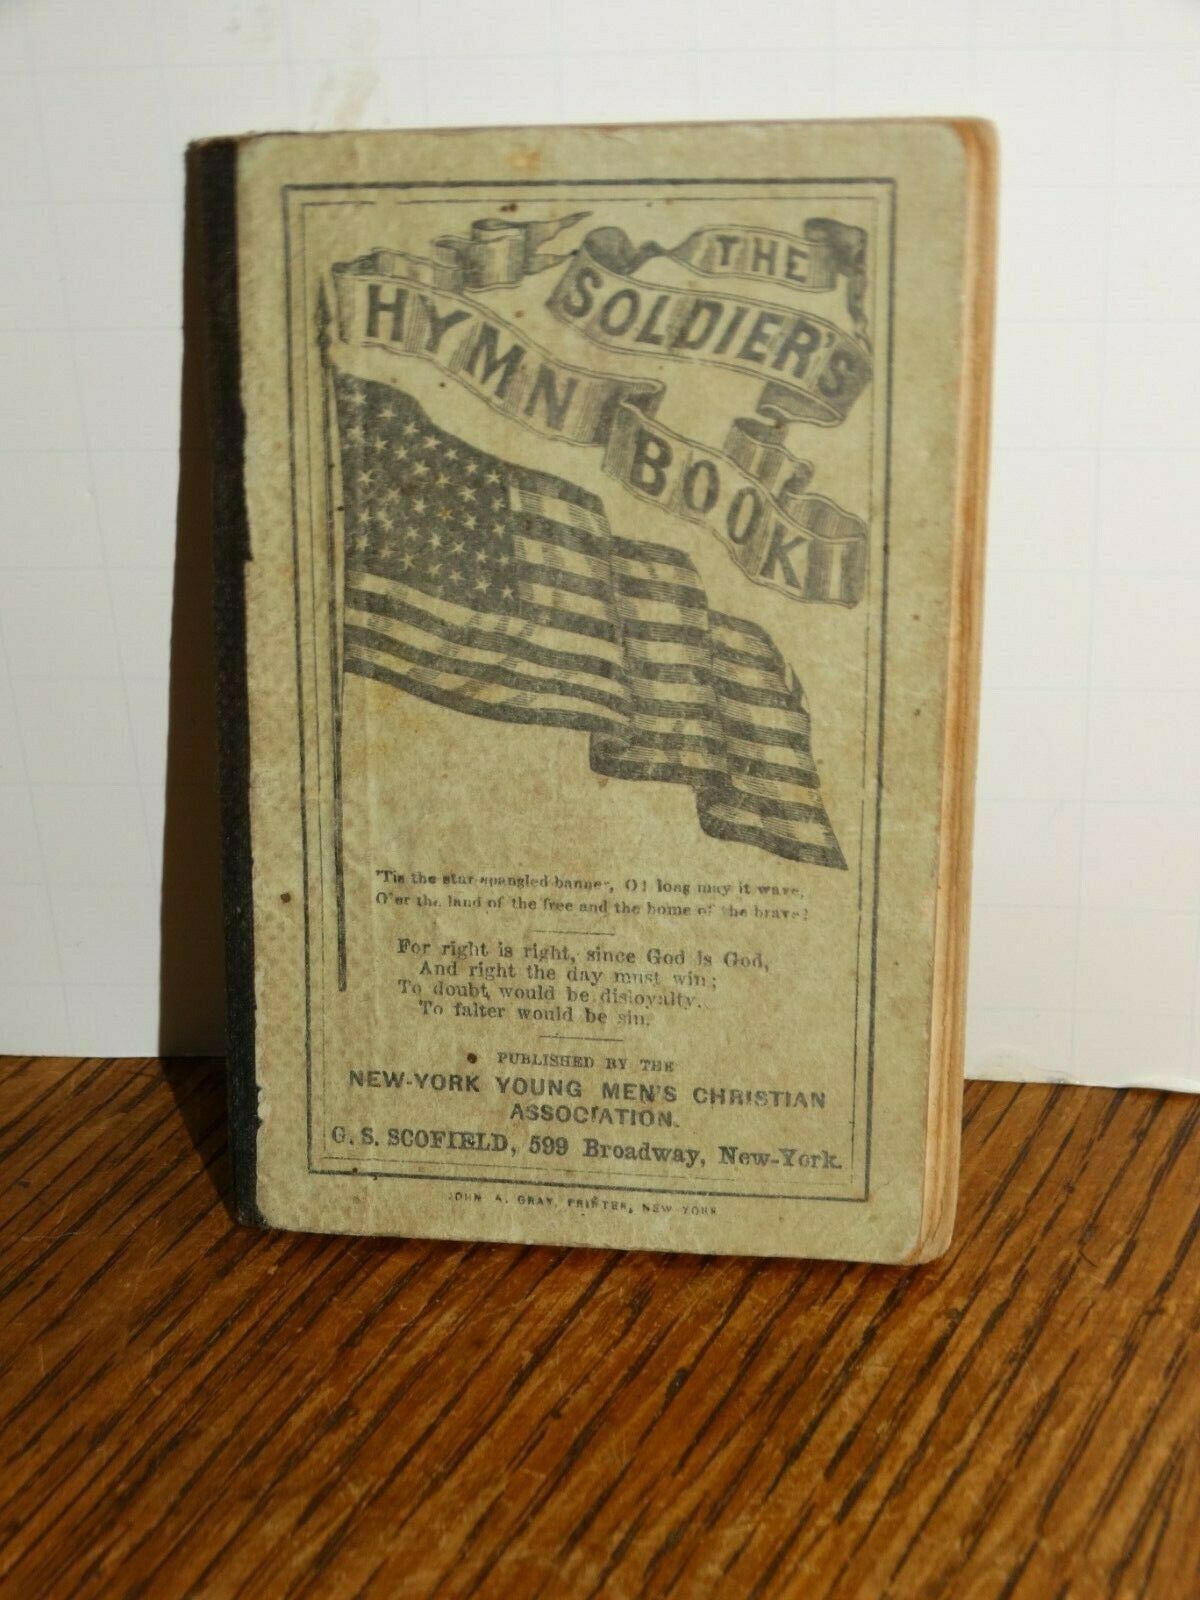 THE
SOLDIER'S
HYMN
BOOK
'Tis the star-spangled banner, O! long may it wave,
O'er the land of the free and the home of the brave!
For right is right, since God is God,
And right the day must win;
To doubt would be disloyalty,
To falter would be sin.
PUBLISHED BY THE
NEW-YORK YOUNG MEN'S CHRISTIAN
ASSOCIATION.
G. S. SCOFIELD, 599 Broadway, New-York.
JOHN A. GRAY, PRINTER, NEW YORK